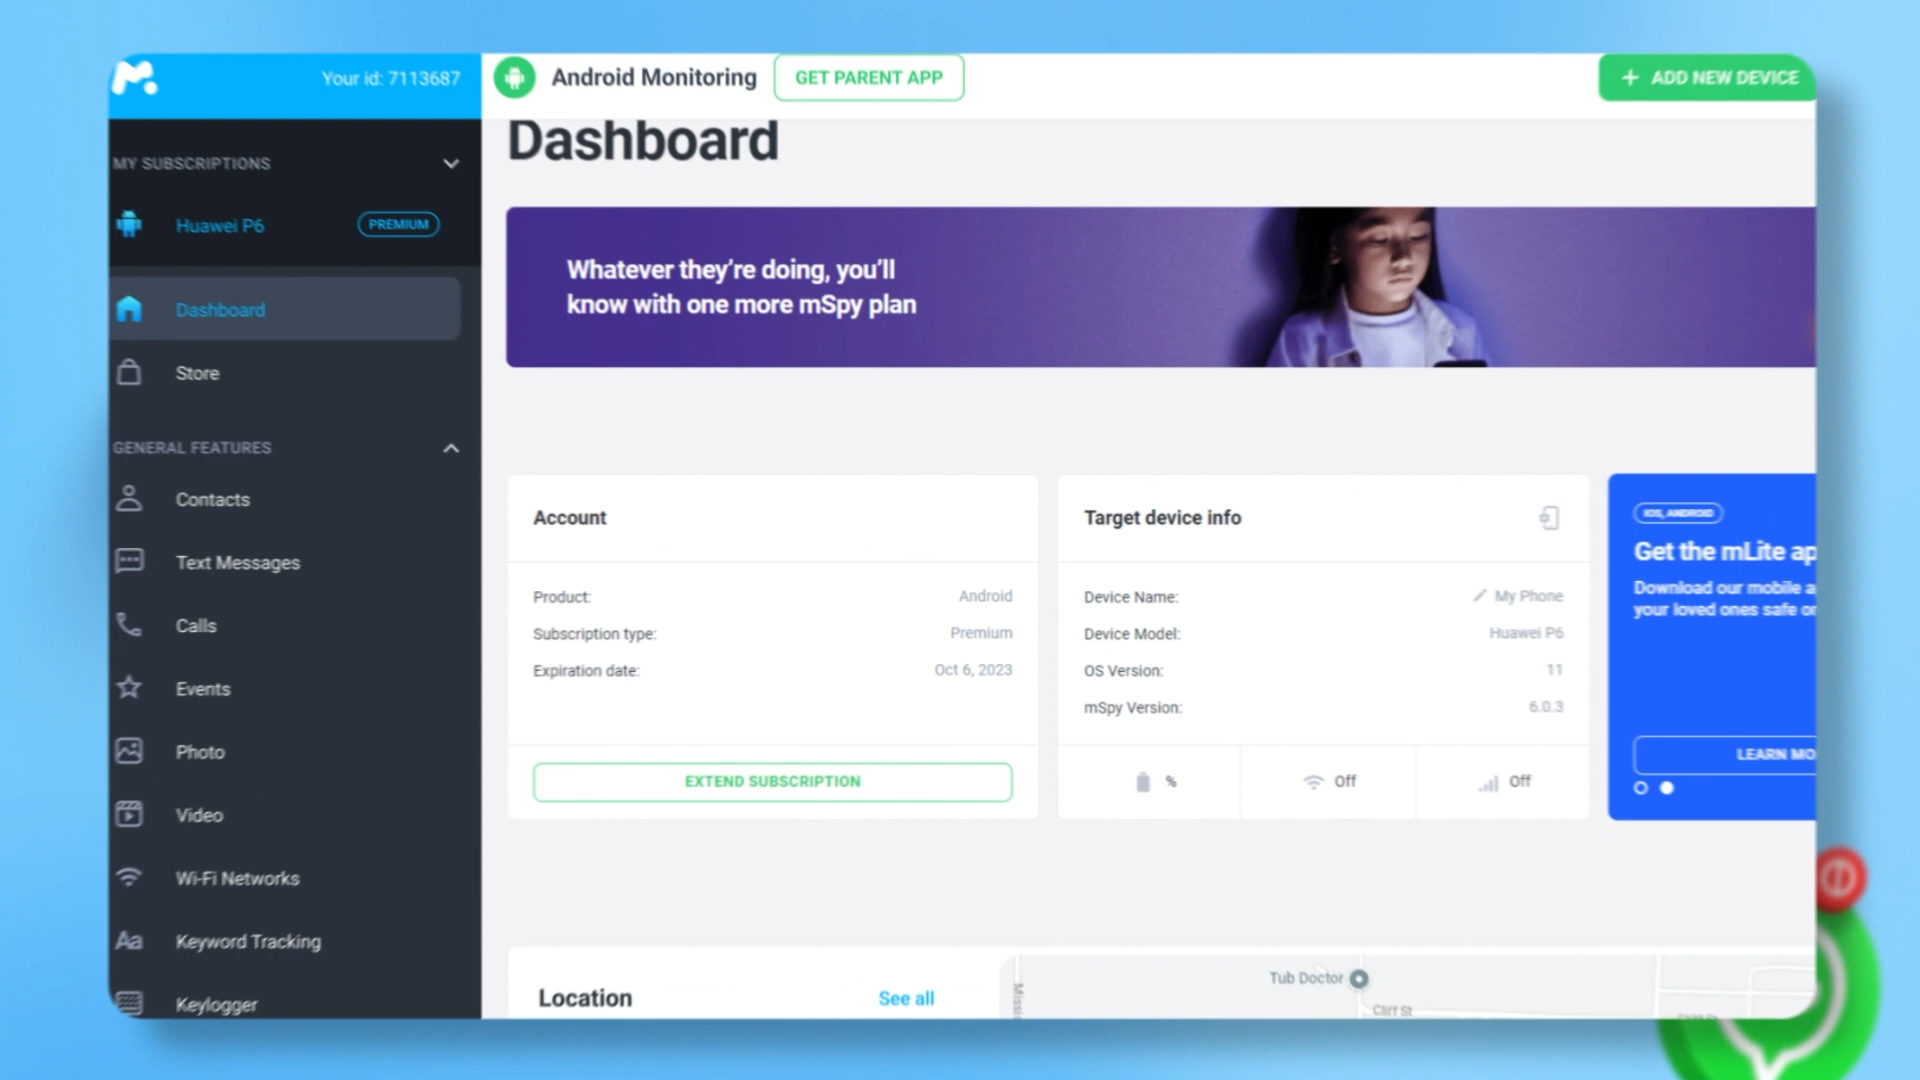 Your id: 7113687
Android Monitoring
GET PARENT APP
+ ADD NEW DEVICE
MY SUBSCRIPTIONS
Huawei P6
PREMIUM
Dashboard
Store
GENERAL FEATURES
Contacts
Text Messages
Calls
Events
Photo
Video
Wi-Fi Networks
Aa
Keyword Tracking
Keylogger
Dashboard
Whatever they're doing, you'll
know with one more mSpy plan
Account
Product:
Android
Subscription type:
Premium
Expiration date:
Oct 6, 2023
EXTEND SUBSCRIPTION
Target device info
Device Name:
My Phone
Device Model:
Huawei P6
OS Version:
11
mSpy Version:
6.0.3
%
Off
Off
IOS, ANDROID
Get the mLite ap
Download our mobile a
your loved ones safe or
LEARN MO
Location
See all
Tub Doctor
Cliff St